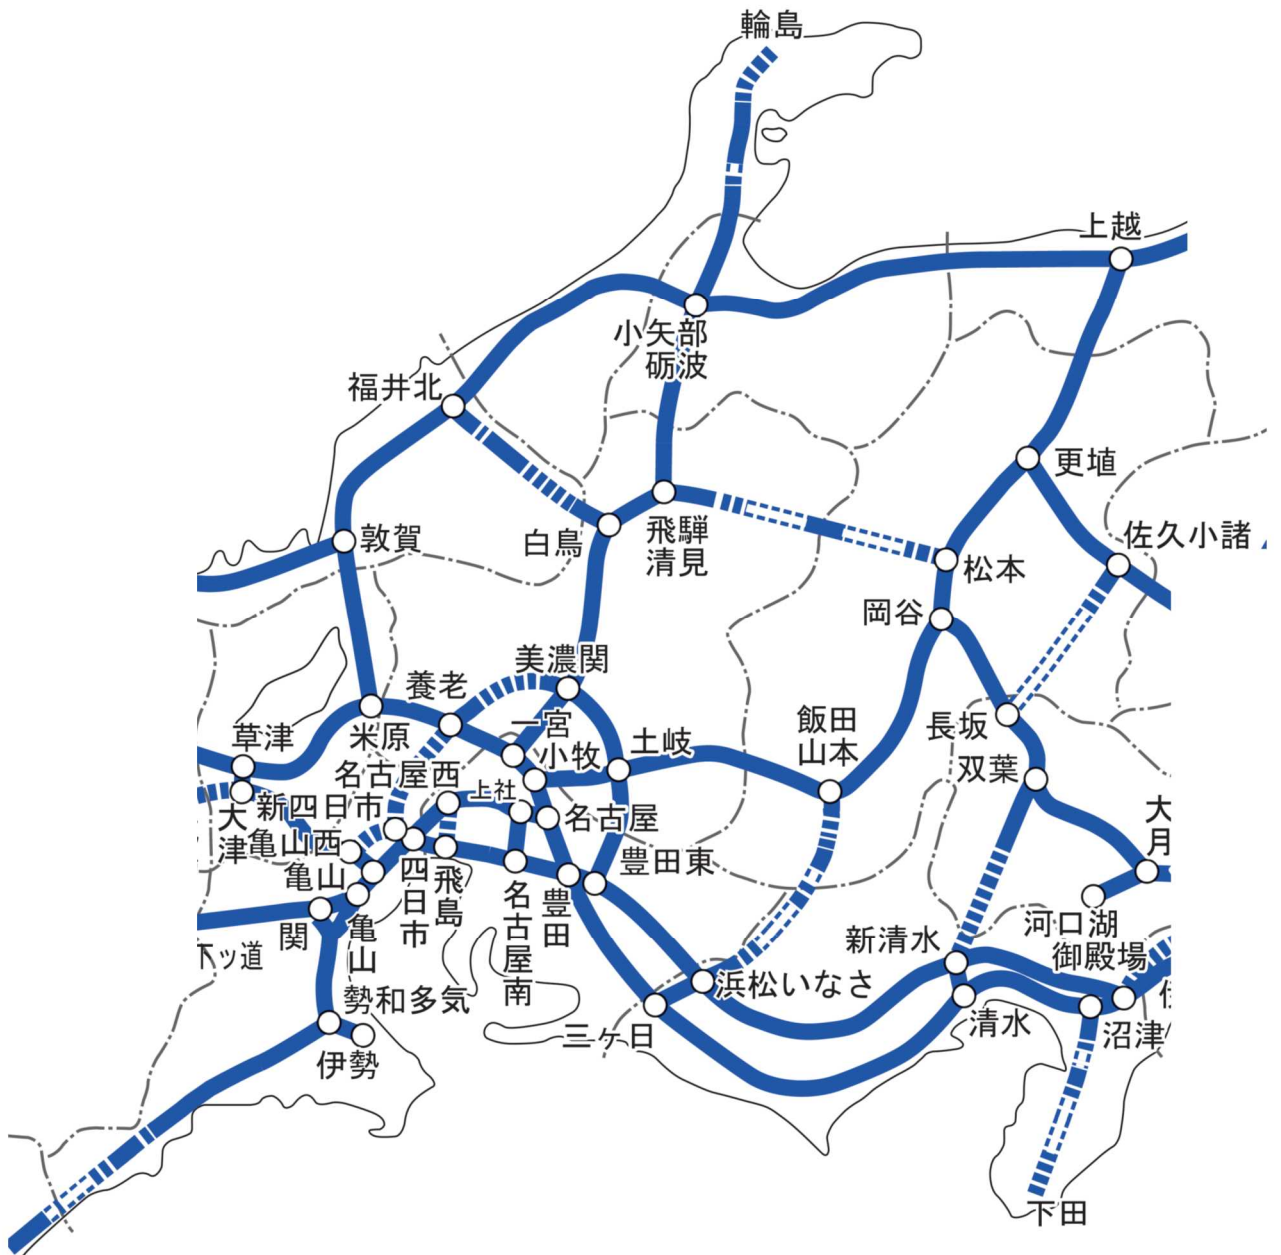 輪島
上越
小矢部
砺波
福井北
更埴
敦賀
白鳥
飛騨
清見
佐久小諸
松本
岡谷
美濃関
養老
一宮
草津
米原
小牧
土岐
飯田
山本
長坂
名古屋西
上社
双葉
大津
新四日市
名古屋
大月
亀山西
亀山
四日市
飛島
豊田東
名古屋南
豊田
関
亀山
河口湖
新清水
御殿場
ツ道
勢和多気
浜松いなさ
清水
沼津
三ヶ日
伊勢
下田